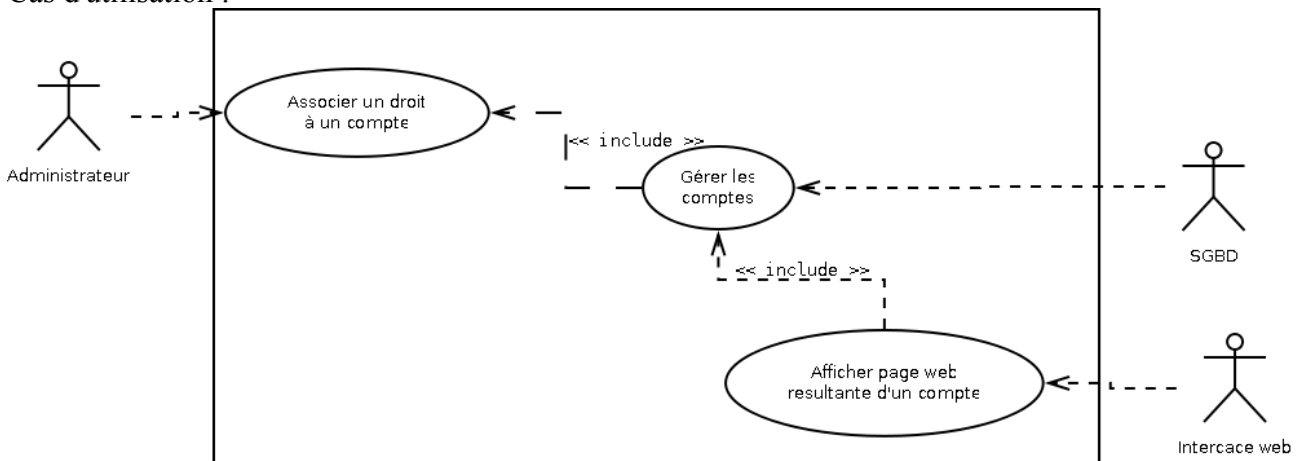 Cas d'utilisation :
Associer un droit
à un compte
Administrateur
<< include >>
Gérer les
comptes
SGBD
<< include >>
Afficher page web
resultante d'un compte
Intercace web